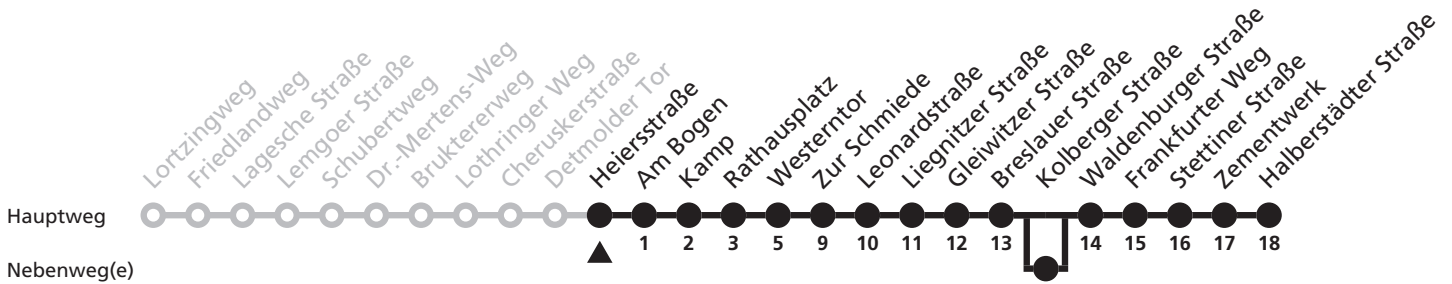 Lortzingweg
Friedlandweg
Lagesche Straße
Lemgoer Straße
Schubertweg
Dr.-Mertens-Weg
Bruktererweg
Lothringer Weg
Cheruskerstraße
Detmolder Tor
Heiersstraße
Am Bogen
Kamp
Rathausplatz
Westerntor
Zur Schmiede
Leonardstraße
Liegnitzer Straße
Gleiwitzer Straße
Breslauer Straße
Kolberger Straße
Waldenburger Straße
Frankfurter Weg
Stettiner Straße
Zementwerk
Halberstädter Straße
Hauptweg
1 2 3 5 9 10 11 12 13 14 15 16 17 18
Nebenweg(e)